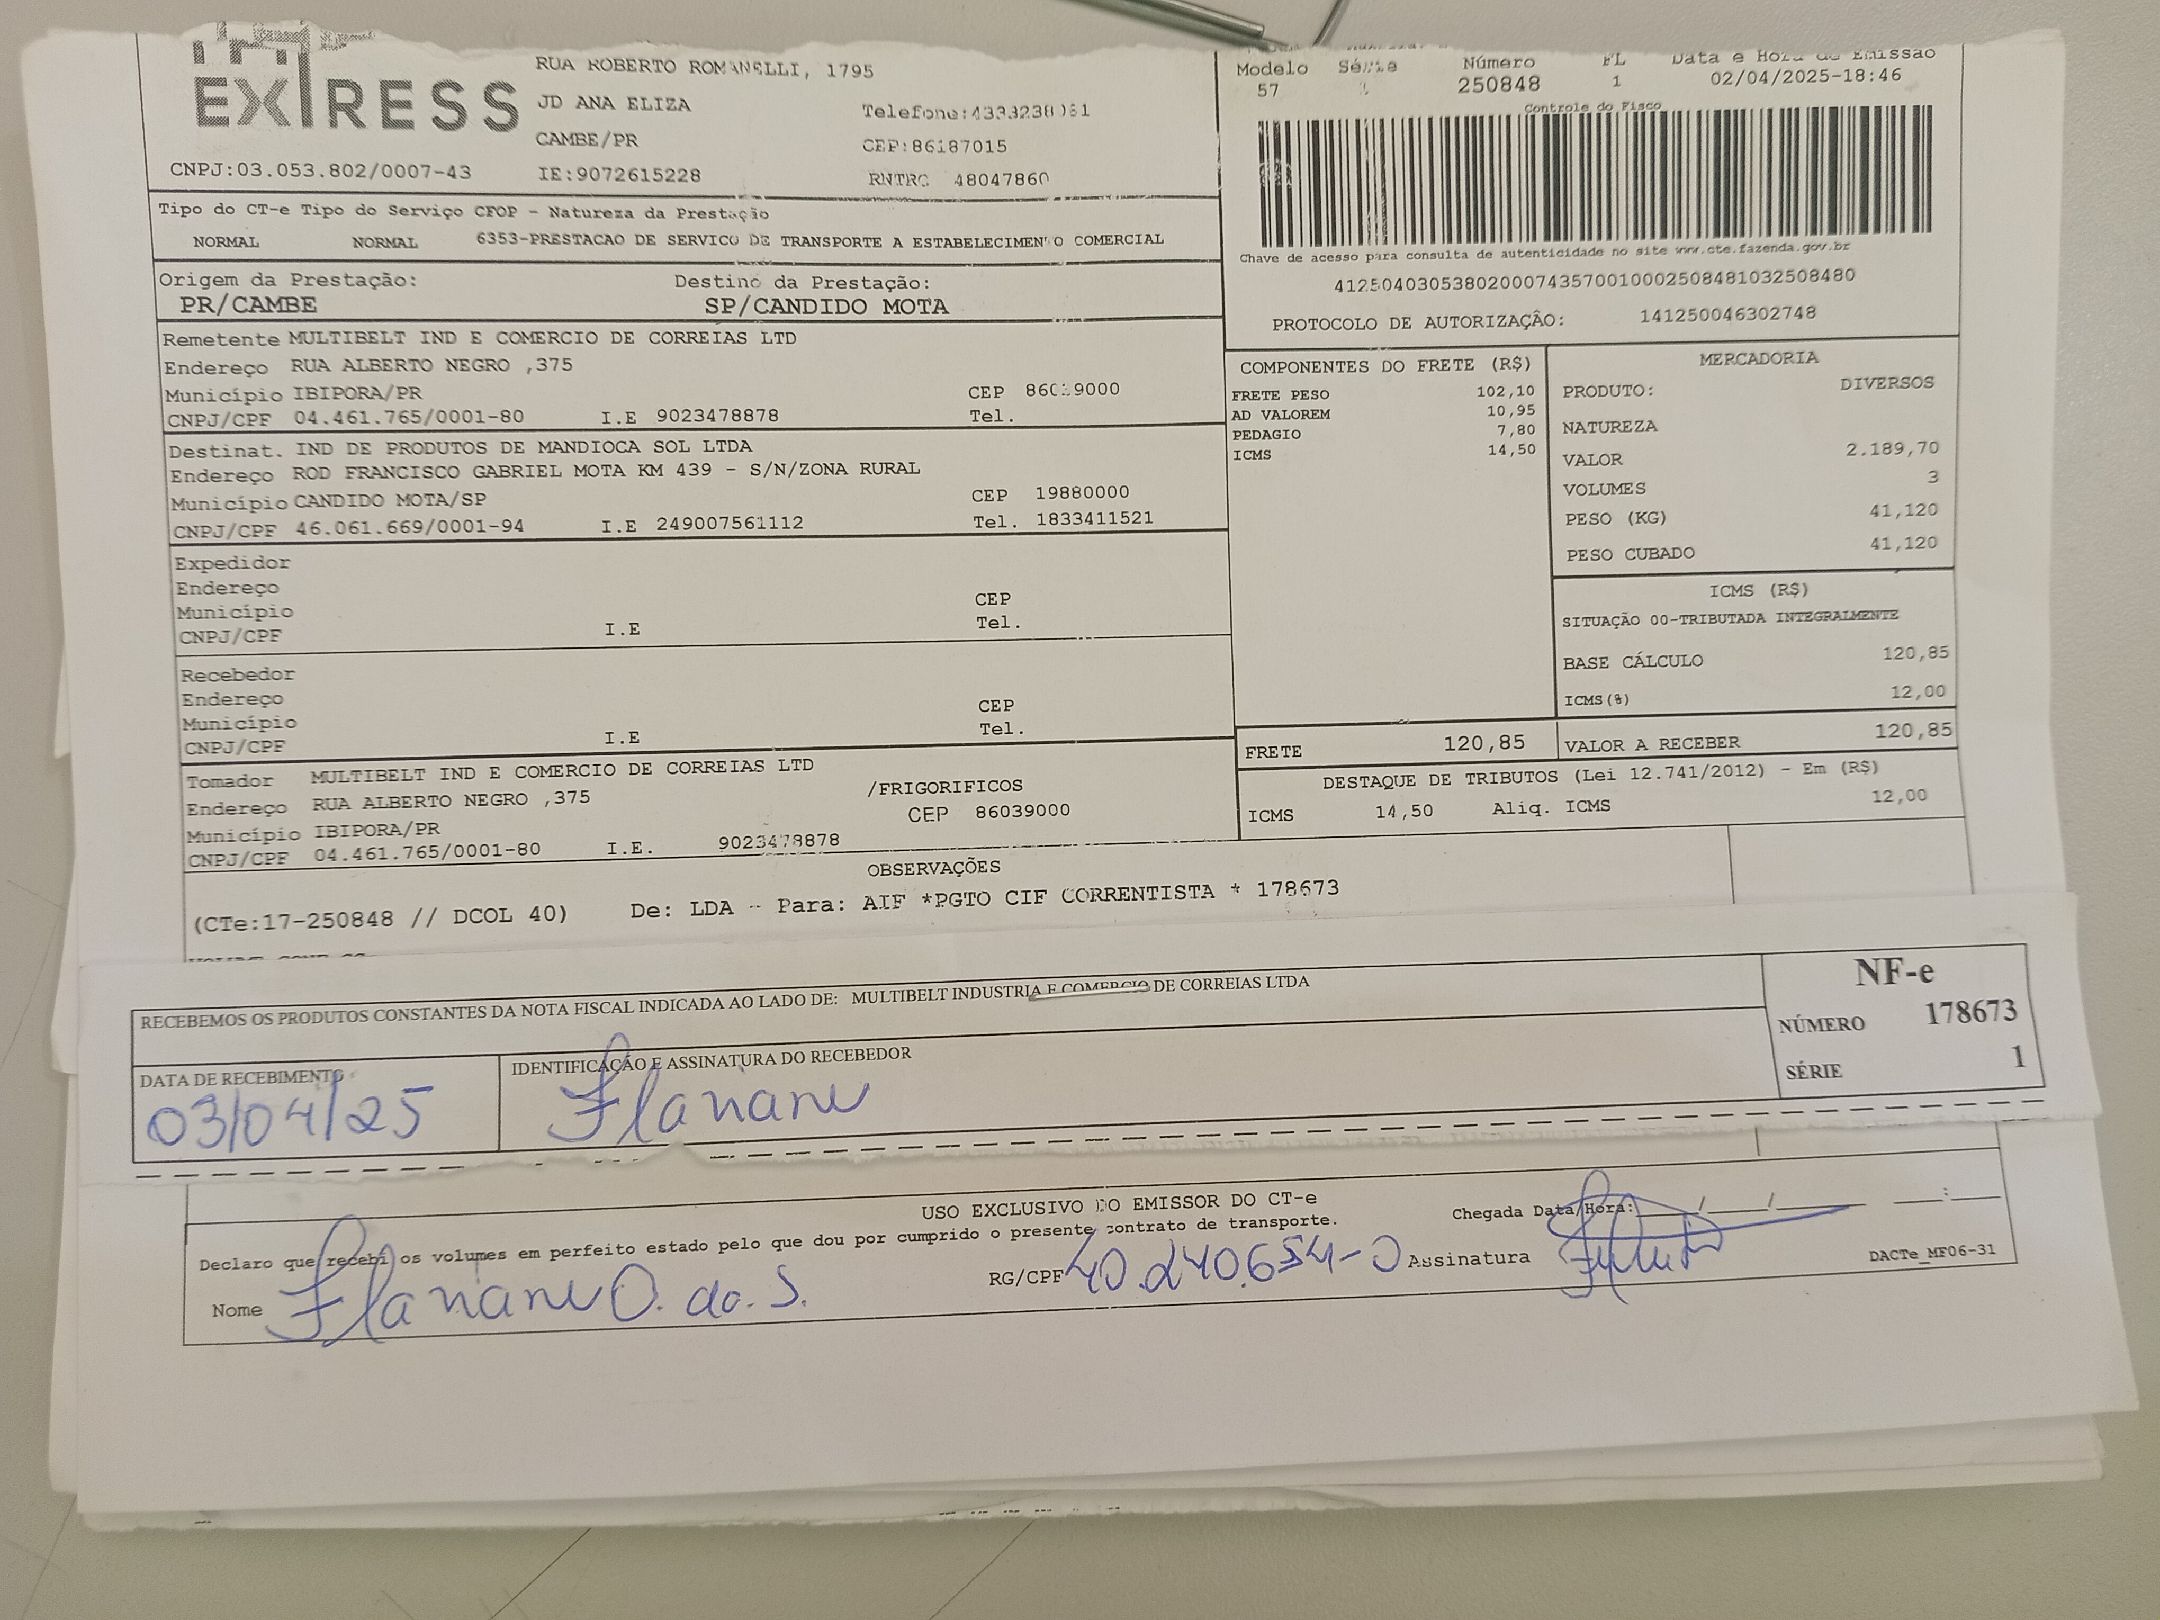 EXPRESS
RUA ROBERTO ROMANELLI, 1795
JD ANA ELIZA
CAMBE/PR
CNPJ:03.053.802/0007-43
IE:9072615228
CEP:86187015
RNTRC 48047860
Modelo Série Número FL Data e Hora de Emissão
57 1 250848 1 02/04/2025-18:46
Controle do Fisco
Chave de acesso para consulta de autenticidade no site www.cte.fazenda.gov.br
41250403053802000743570010002508481032508480
PROTOCOLO DE AUTORIZAÇÃO: 141250046302748
Tipo do CT-e Tipo do Serviço CFOP - Natureza da Prestação
NORMAL NORMAL 6353-PRESTACAO DE SERVICO DE TRANSPORTE A ESTABELECIMENTO COMERCIAL
Origem da Prestação: Destino da Prestação:
PR/CAMBE SP/CANDIDO MOTA
Remetente MULTIBELT IND E COMERCIO DE CORREIAS LTD
Endereço RUA ALBERTO NEGRO ,375
Município IBIPORA/PR CEP
CNPJ/CPF 04.461.765/0001-80 I.E 9023478878 Tel.
Destinat. IND DE PRODUTOS DE MANDIOCA SOL LTDA
Endereço ROD FRANCISCO GABRIEL MOTA KM 439 - S/N/ZONA RURAL
Município CANDIDO MOTA/SP CEP 19880000
CNPJ/CPF 46.061.669/0001-94 I.E 249007561112 Tel. 1833411521
Expedidor
Endereço
Município CEP
CNPJ/CPF I.E Tel.
Recebedor
Endereço
Município CEP
CNPJ/CPF I.E Tel.
Tomador MULTIBELT IND E COMERCIO DE CORREIAS LTD /FRIGORIFICOS
Endereço RUA ALBERTO NEGRO ,375 CEP 86039000
Município IBIPORA/PR
CNPJ/CPF 04.461.765/0001-80 I.E. 9023478878
COMPONENTES DO FRETE (R$)
FRETE PESO 102,10
AD VALOREM 10,95
PEDAGIO 7,80
ICMS 14,50
FRETE 120,85
MERCADORIA
PRODUTO: DIVERSOS
NATUREZA
VALOR 2.189,70
VOLUMES 3
PESO (KG) 41,120
PESO CUBADO 41,120
ICMS (R$)
SITUAÇÃO 00-TRIBUTADA INTEGRALMENTE
BASE CÁLCULO 120,85
ICMS(%) 12,00
VALOR A RECEBER 120,85
DESTAQUE DE TRIBUTOS (Lei 12.741/2012) - Em (R$)
ICMS 14,50 Aliq. ICMS 12,00
OBSERVAÇÕES
(CTe:17-250848 // DCOL 40) De: LDA - Para: AIF *PGTO CIF CORRENTISTA * 178673
RECEBEMOS OS PRODUTOS CONSTANTES DA NOTA FISCAL INDICADA AO LADO DE: MULTIBELT INDUSTRIA E COMERCIO DE CORREIAS LTDA
DATA DE RECEBIMENTO
03/04/25
IDENTIFICAÇÃO E ASSINATURA DO RECEBEDOR
Flaviane
NF-e
NÚMERO 178673
SÉRIE 1
USO EXCLUSIVO DO EMISSOR DO CT-e
Chegada Data/Hora: / / :
Declaro que recebi os volumes em perfeito estado pelo que dou por cumprido o presente contrato de transporte.
Nome Flaviane O. da. S. RG/CPF 40.240.654-0 Assinatura
DACTe_MF06-31